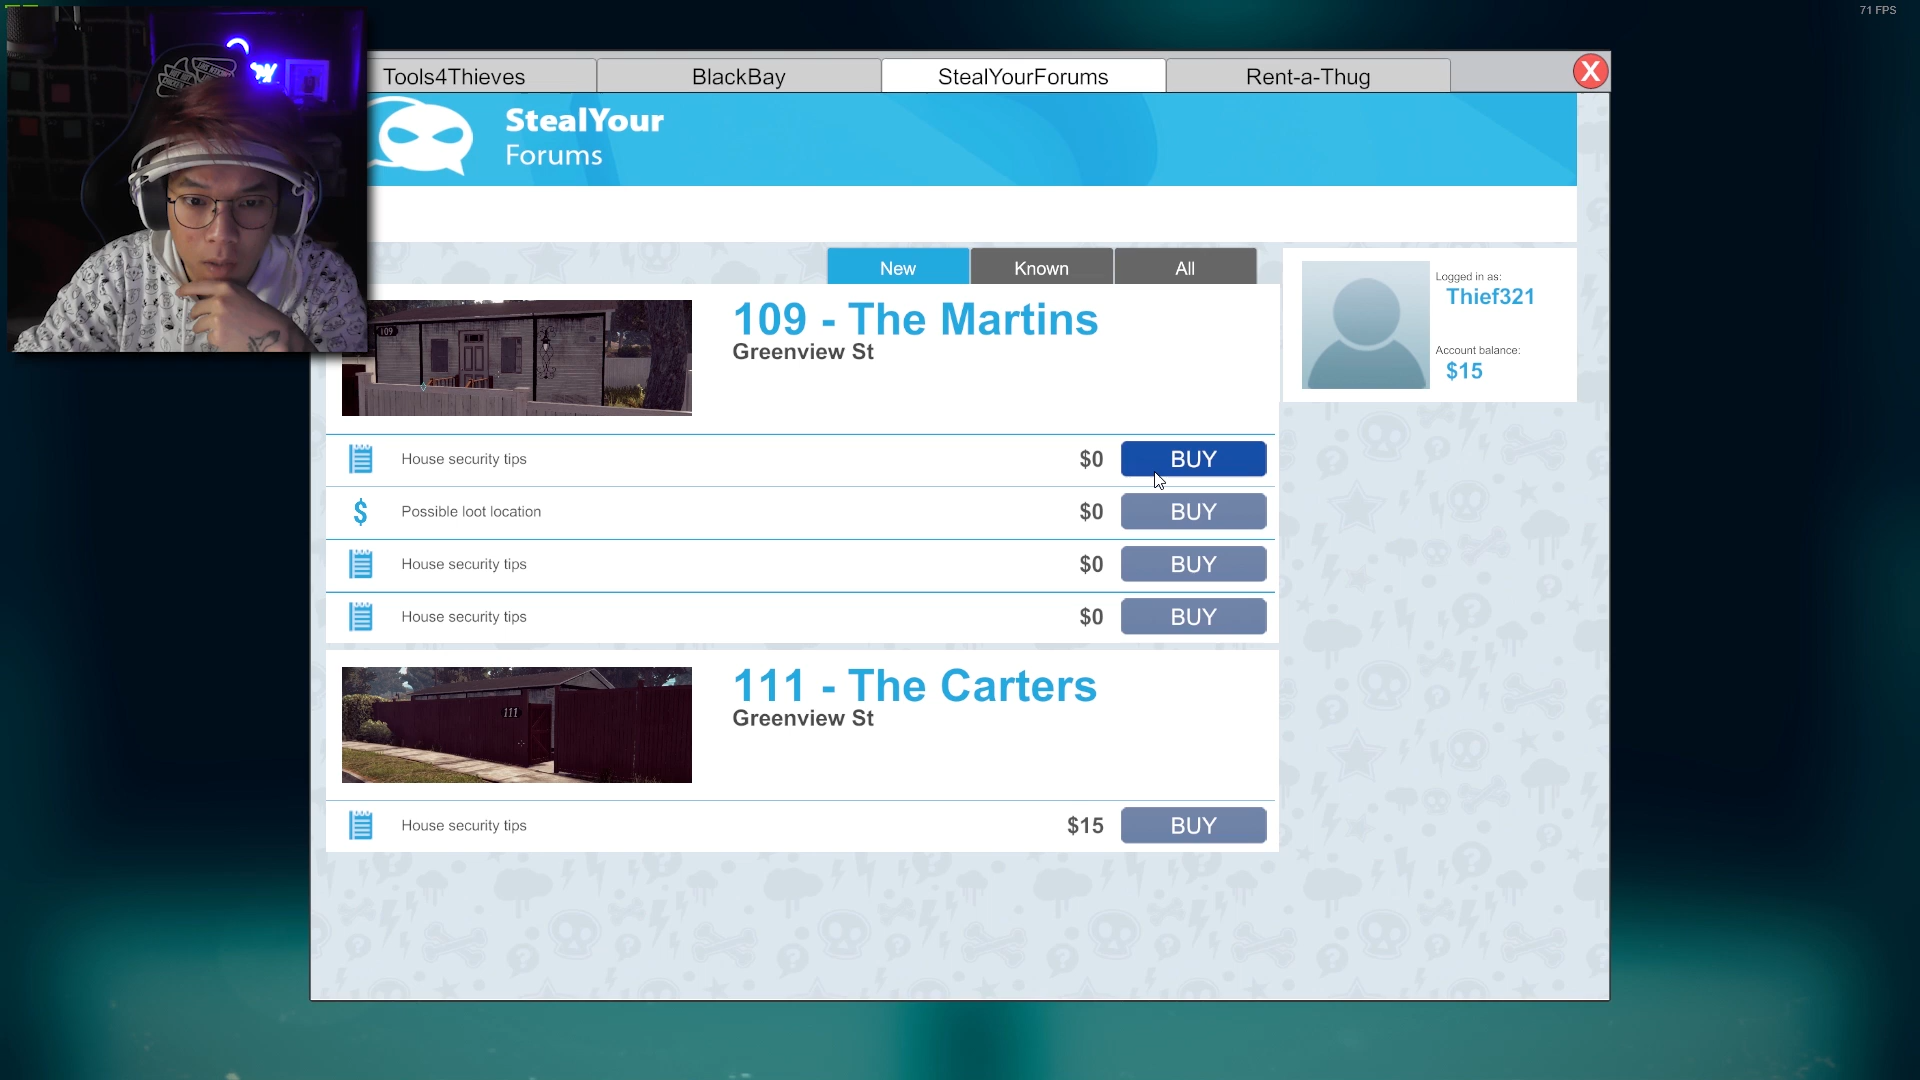 71 FPS
Tools4Thieves
BlackBay
StealYourForums
Rent-a-Thug
X
StealYour
Forums
New
Known
All
Logged in as:
Thief321
Account balance:
$15
109
109 - The Martins
Greenview St
House security tips
$0
BUY
$ Possible loot location
$0
BUY
House security tips
$0
BUY
House security tips
$0
BUY
111
111 - The Carters
Greenview St
House security tips
$15
BUY